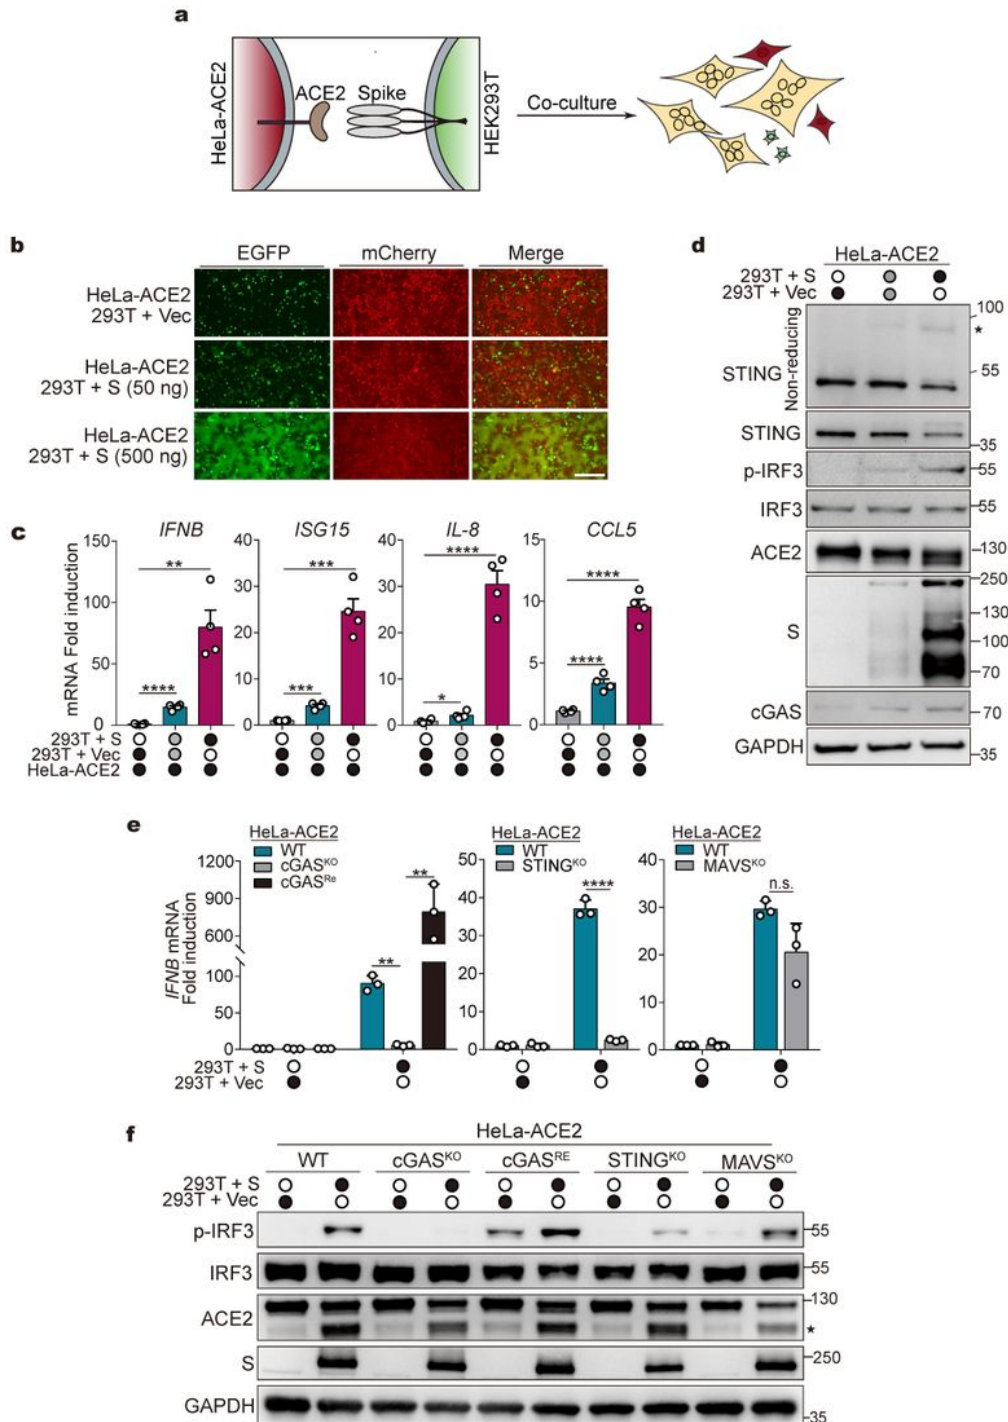 a
HeLa-ACE2
ACE2
Spike
HEK293T
Co-culture
b
EGFP mCherry Merge
HeLa-ACE2
293T + Vec
HeLa-ACE2
293T + S (50 ng)
HeLa-ACE2
293T + S (500 ng)
c
IFNB ISG15 IL-8 CCL5
mRNA Fold induction
150
100
50
0
**
****
40
30
20
10
0
***
***
40
30
20
10
0
****
*
15
10
5
0
****
****
293T + S
293T + Vec
HeLa-ACE2
d
HeLa-ACE2
293T + S
293T + Vec
Non-reducing
STING
100
★
55
STING
p-IRF3 55
IRF3 55
ACE2 130
S
250
130
100
70
cGAS 70
GAPDH 35
e
IFNB mRNA
Fold induction
HeLa-ACE2
WT
cGASKO
cGASRe
1200
900
600
100
50
0
**
**
HeLa-ACE2
WT
STINGKO
50
40
30
20
10
0
****
HeLa-ACE2
WT
MAVSKO
40
30
20
10
0
n.s.
293T + S
293T + Vec
f
HeLa-ACE2
WT cGASKO cGASRE STINGKO MAVSKO
293T + S
293T + Vec
p-IRF3 55
IRF3 55
ACE2 130
★
S 250
GAPDH 35